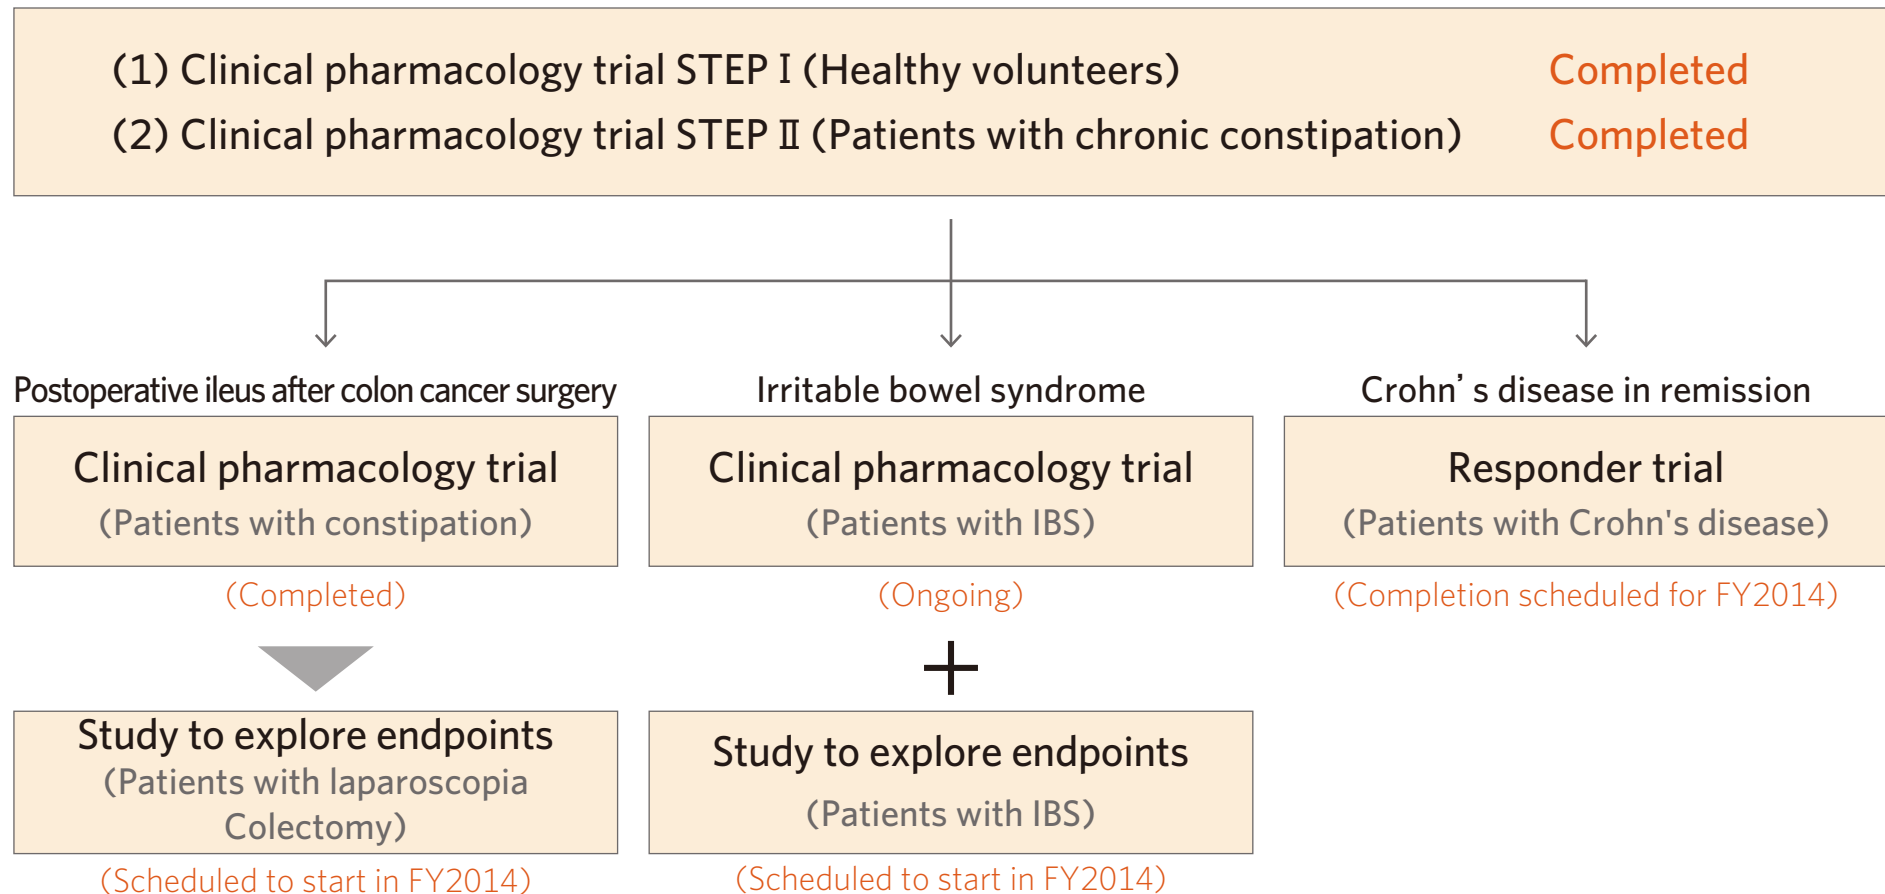 (1) Clinical pharmacology trial STEP Ⅰ (Healthy volunteers) Completed
(2) Clinical pharmacology trial STEP Ⅱ (Patients with chronic constipation) Completed
Postoperative ileus after colon cancer surgery
Clinical pharmacology trial
(Patients with constipation)
(Completed)
Study to explore endpoints
(Patients with laparoscopia
Colectomy)
(Scheduled to start in FY2014)
Irritable bowel syndrome
Clinical pharmacology trial
(Patients with IBS)
(Ongoing)
+
Study to explore endpoints
(Patients with IBS)
(Scheduled to start in FY2014)
Crohn’s disease in remission
Responder trial
(Patients with Crohn's disease)
(Completion scheduled for FY2014)